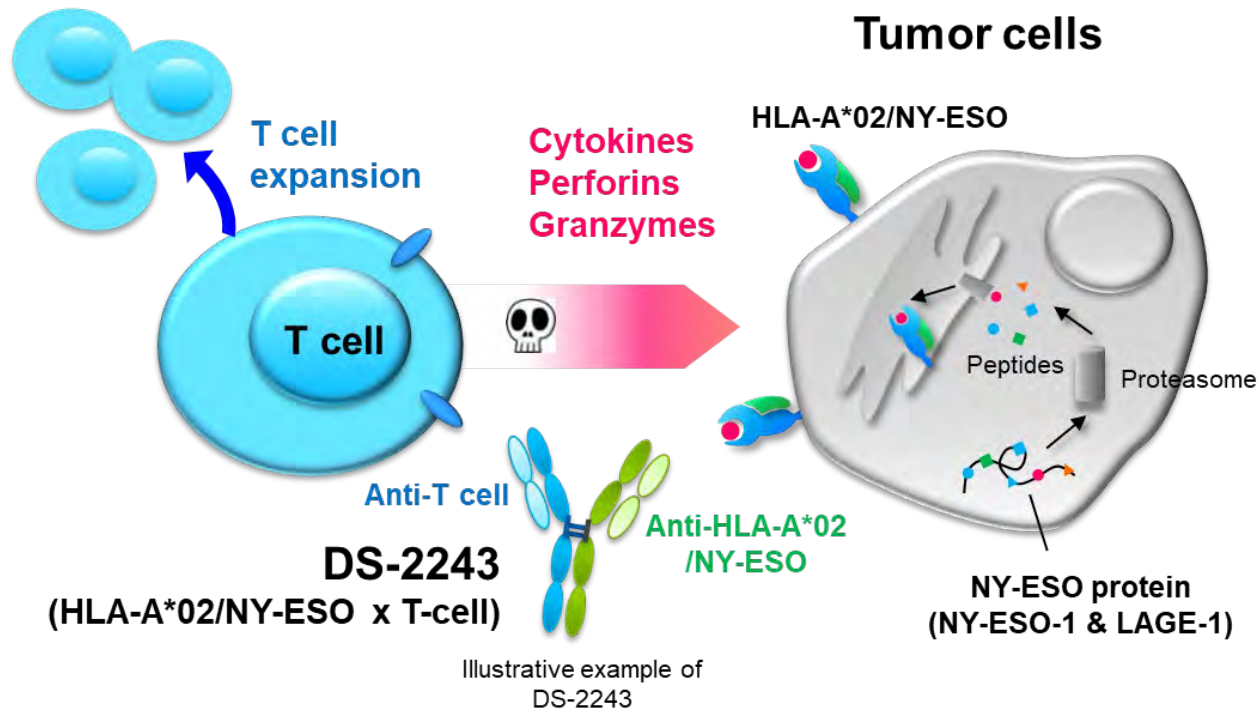 Tumor cells
HLA-A*02/NY-ESO
T cell
expansion
Cytokines
Perforins
Granzymes
T cell
Peptides
Proteasome
Anti-T cell
Anti-HLA-A*02
/NY-ESO
DS-2243
(HLA-A*02/NY-ESO x T-cell)
NY-ESO protein
(NY-ESO-1 & LAGE-1)
Illustrative example of
DS-2243